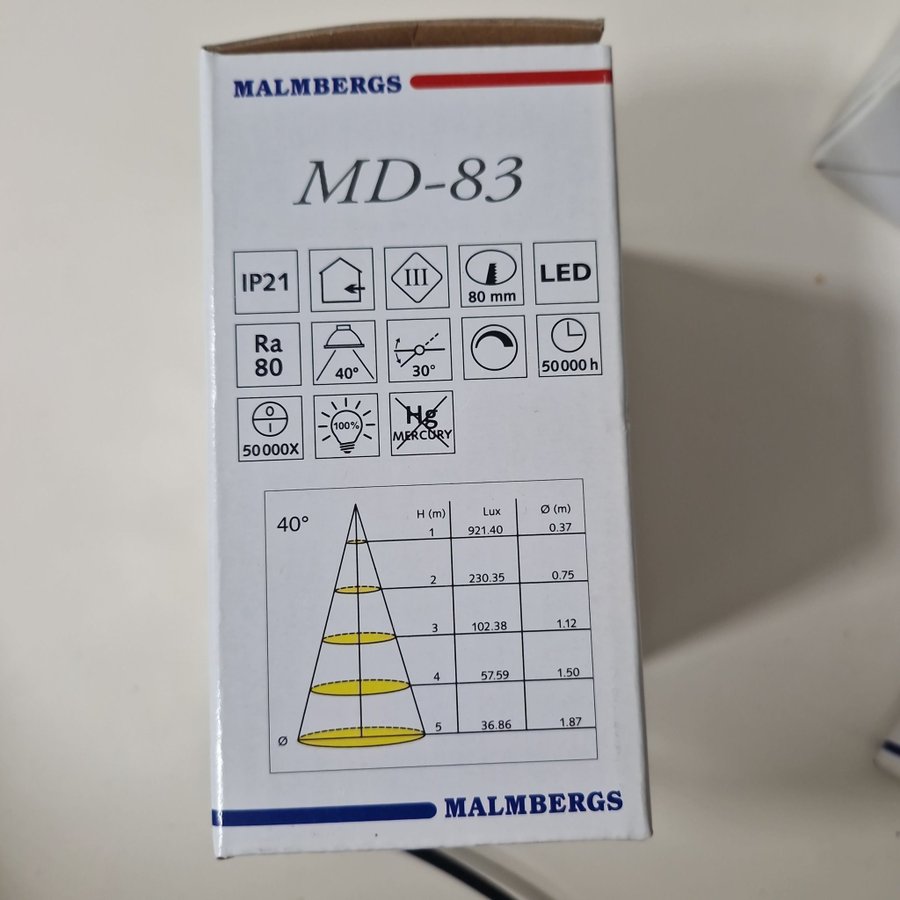 MALMBERGS
MD-83
IP21
III
80 mm
LED
Ra
80
40°
30°
50000 h
O
I
50000X
100%
Hg
MERCURY
40°
H (m) Lux Ø (m)
1 921.40 0.37
2 230.35 0.75
3 102.38 1.12
4 57.59 1.50
5 36.86 1.87
Ø
MALMBERGS